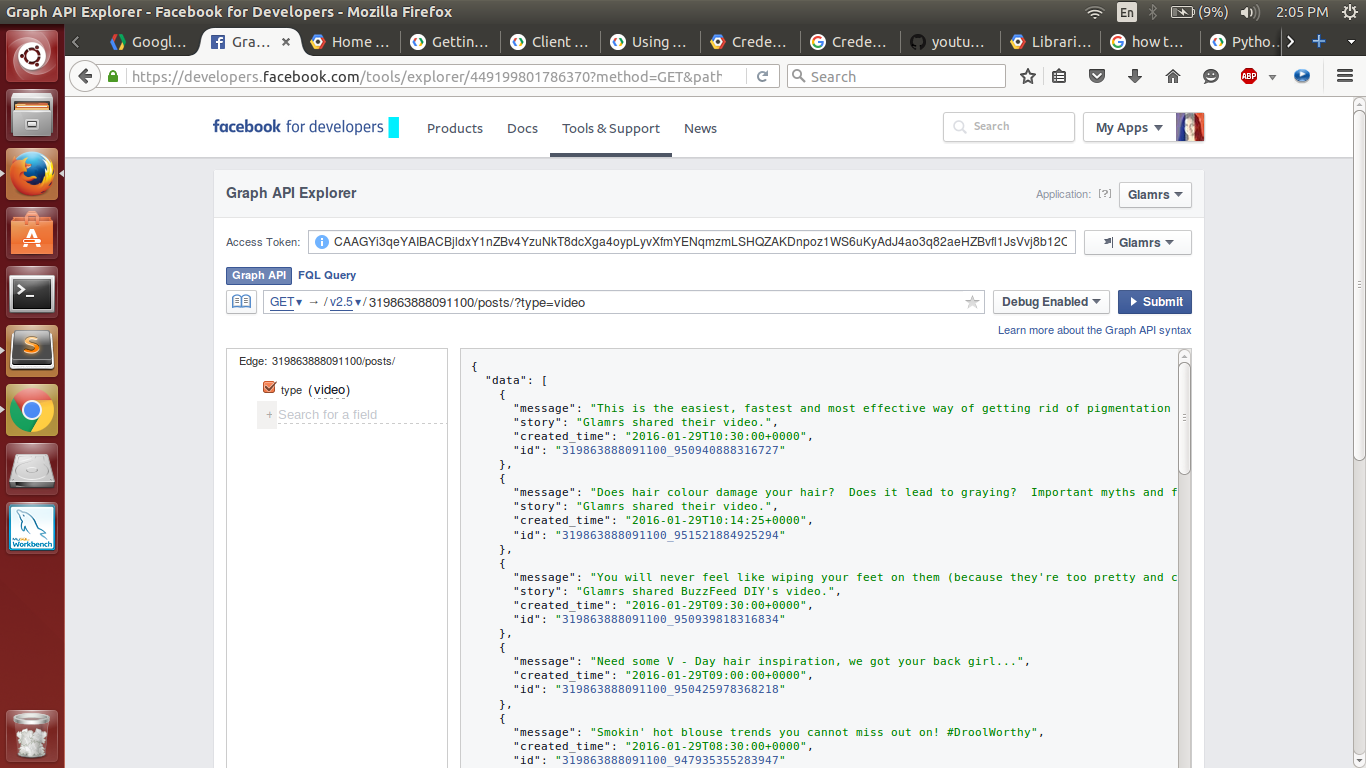 Graph API Explorer - Facebook for Developers - Mozilla Firefox
En (9%) 2:05 PM
Google... Gra... Home ... Gettin... Client ... Using ... Crede... Crede... youtu... Librari... how t... Pytho...
https://developers.facebook.com/tools/explorer/449199801786370?method=GET&path
Search
ABP
facebook for developers
Products Docs Tools & Support News
Search
My Apps
Graph API Explorer
Application: [?] Glamrs
Access Token:
Glamrs
Graph API FQL Query
GET → / v2.5 / 319863888091100/posts/?type=video
Debug Enabled
Submit
Learn more about the Graph API syntax
Edge: 319863888091100/posts/
type (video)
+ Search for a field
{
"data": [
{
"message": "This is the easiest, fastest and most effective way of getting rid of pigmentation
"story": "Glamrs shared their video.",
"created_time": "2016-01-29T10:30:00+0000",
"id": "319863888091100_950940888316727"
},
{
"message": "Does hair colour damage your hair?  Does it lead to graying?  Important myths and f
"story": "Glamrs shared their video.",
"created_time": "2016-01-29T10:14:25+0000",
"id": "319863888091100_951521884925294"
},
{
"message": "You will never feel like wiping your feet on them (because they're too pretty and c
"story": "Glamrs shared BuzzFeed DIY's video.",
"created_time": "2016-01-29T09:30:00+0000",
"id": "319863888091100_950939818316834"
},
{
"message": "Need some V - Day hair inspiration, we got your back girl...",
"created_time": "2016-01-29T09:00:00+0000",
"id": "319863888091100_950425978368218"
},
{
"message": "Smokin' hot blouse trends you cannot miss out on! #DroolWorthy",
"created_time": "2016-01-29T08:30:00+0000",
"id": "319863888091100_947935355283947"